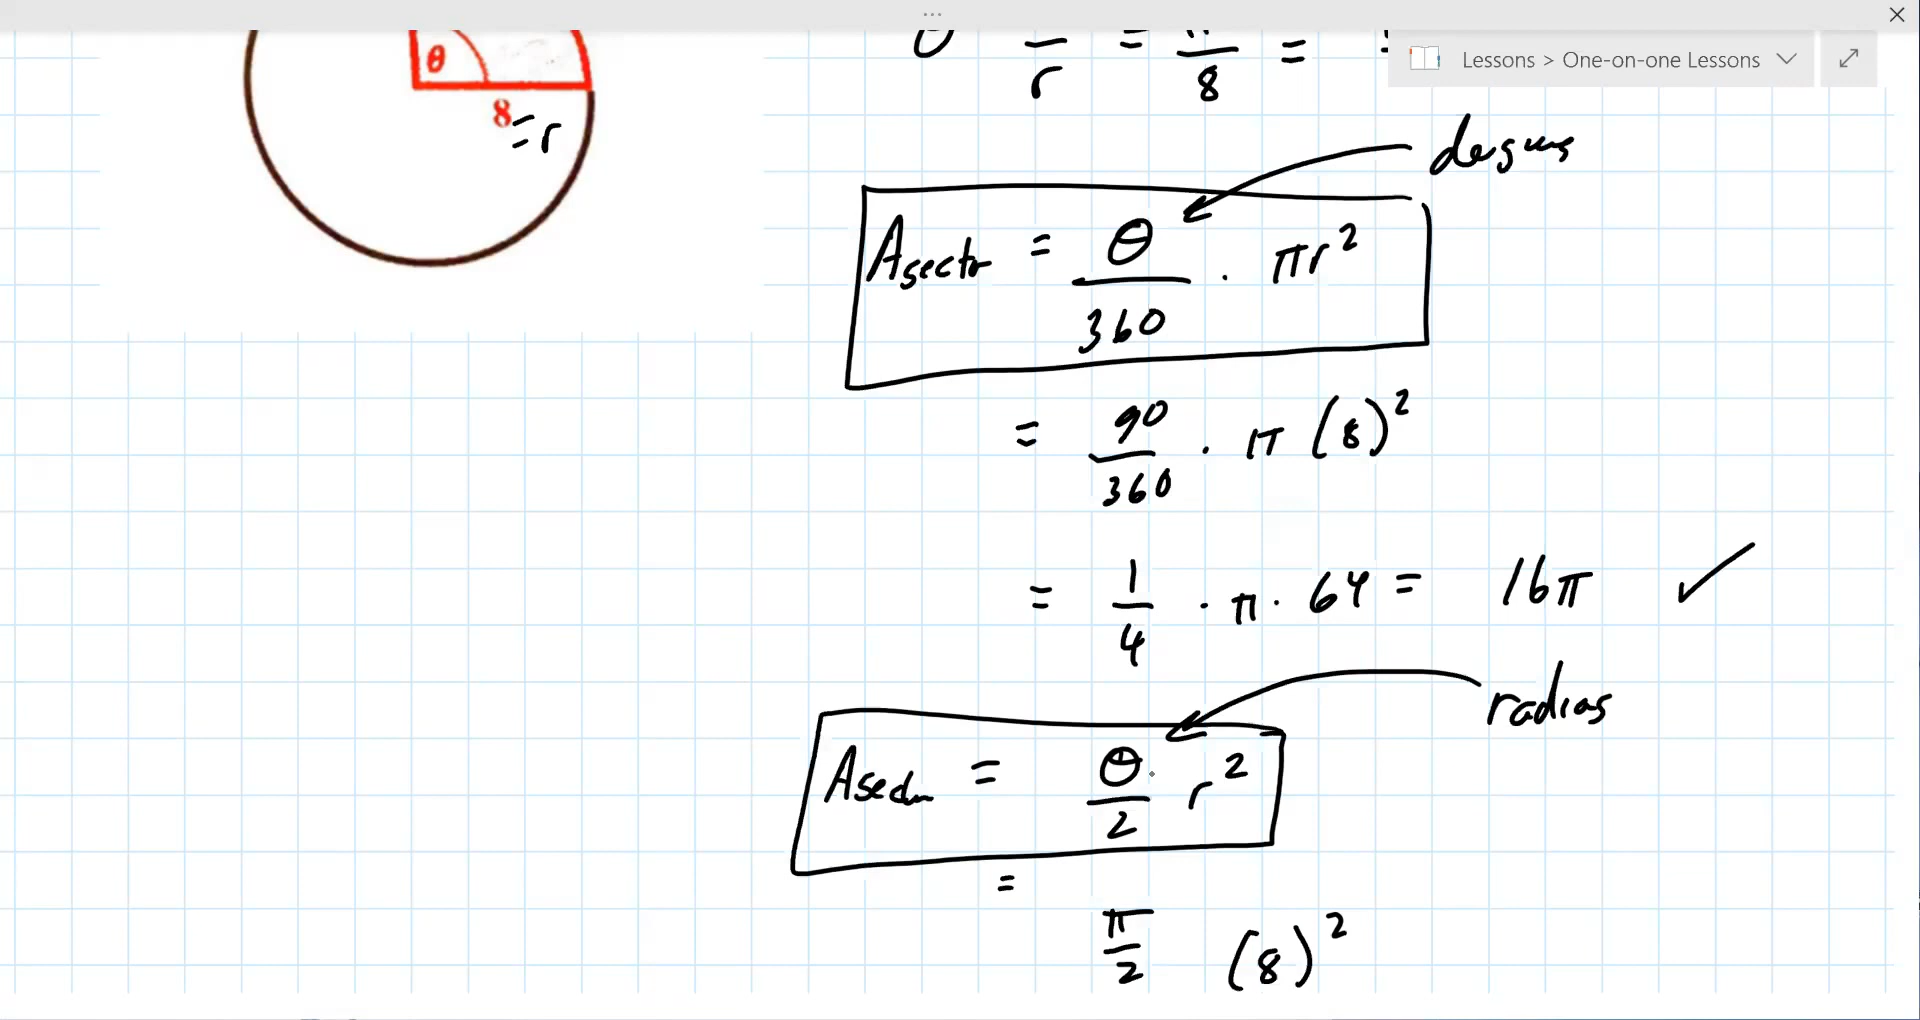 Lessons > One-on-one Lessons
θ
8
= r
r = π/8 =
degrees
Asector = θ/360 · πr²
= 90/360 · π (8)²
= 1/4 · π · 64 = 16π ✓
radians
Asector = θ/2 · r²
=
π/2 (8)²